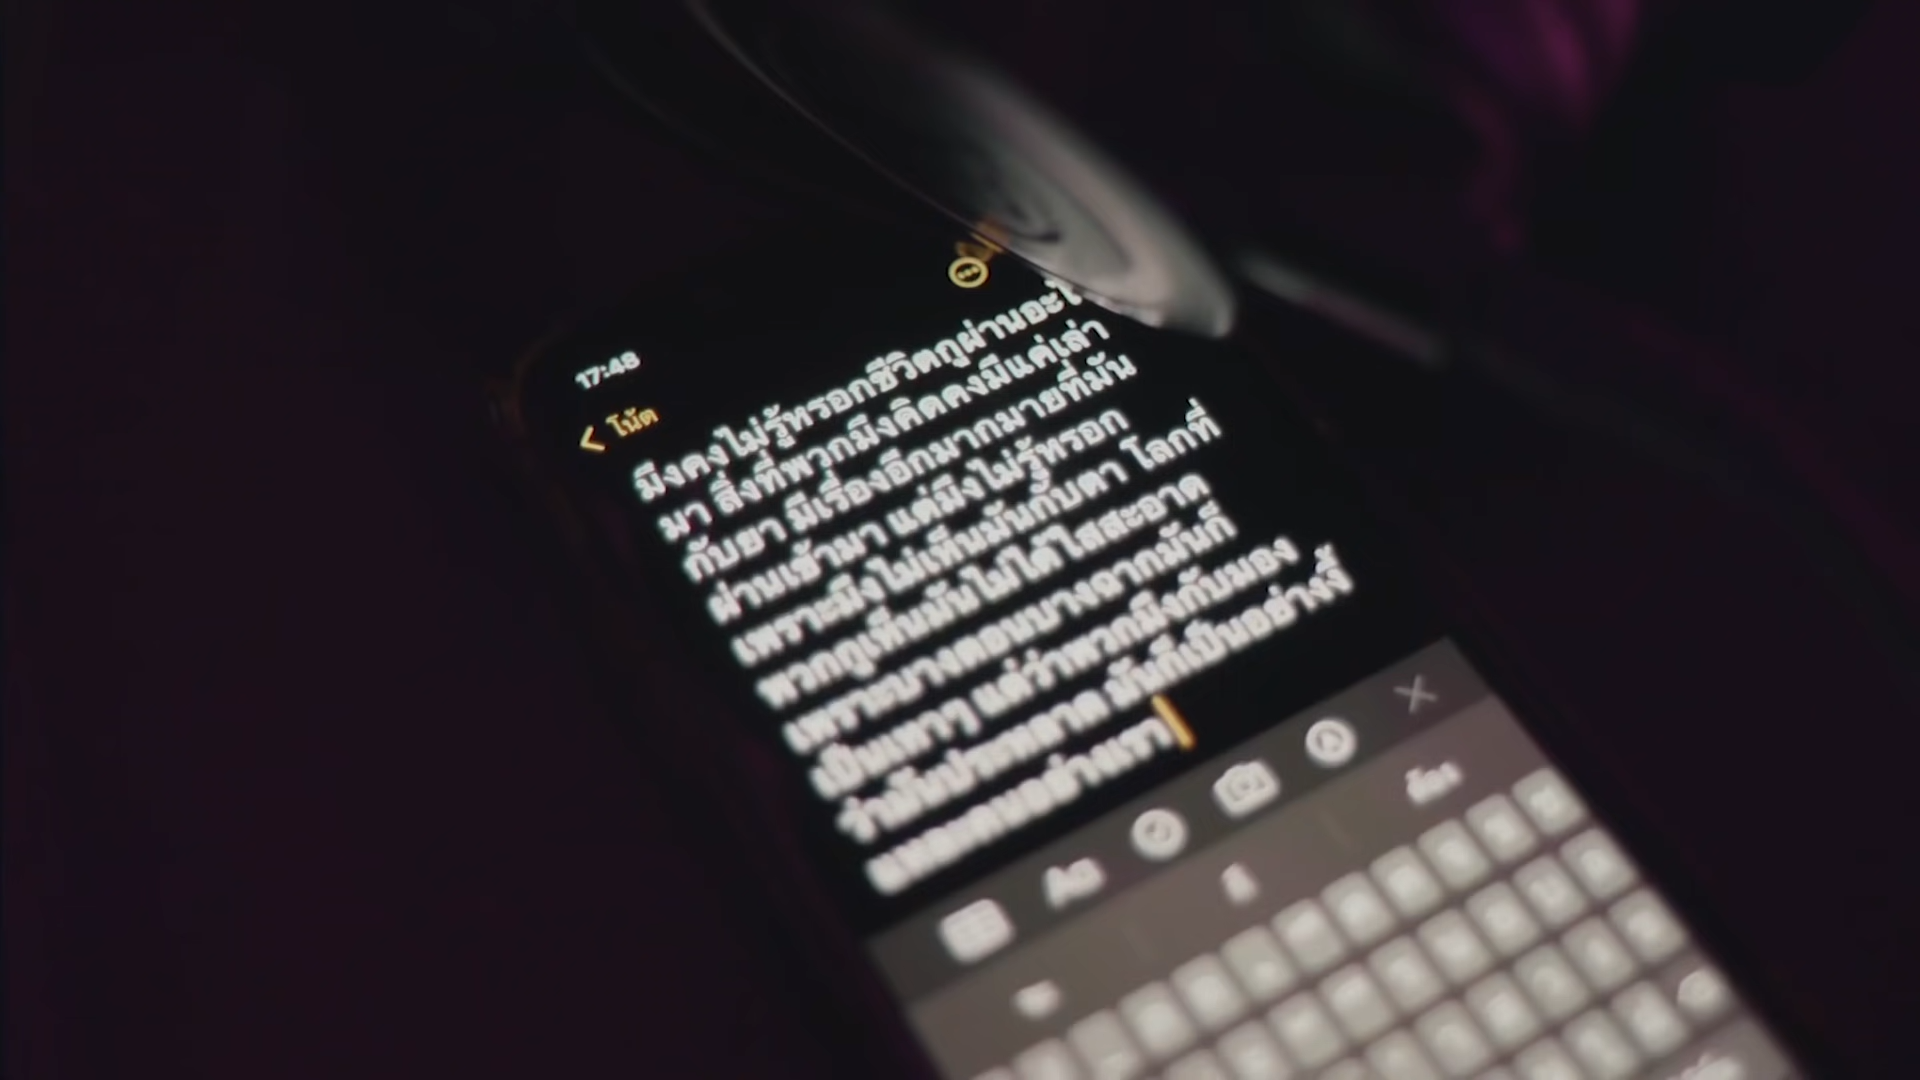 17:48
โน้ต
มึงคงไม่รู้หรอกชีวิตกูผ่านอะไ
มา สิ่งที่พวกมึงคิดคงมีแค่เล่า
กับยา มีเรื่องอีกมากมายที่มัน
ผ่านเข้ามา แต่มึงไม่รู้หรอก
เพราะมึงไม่เห็นมันกับตา โลกที่
พวกกูเห็นมันไม่ได้ใสสะอาด
เพราะบางตอนบางฉากมันก็
เป็นเทาๆ แต่ว่าพวกมึงกับมอง
ว่ามันประหลาด มันก็เป็นอย่างงี้
อย่างเรา
Aa